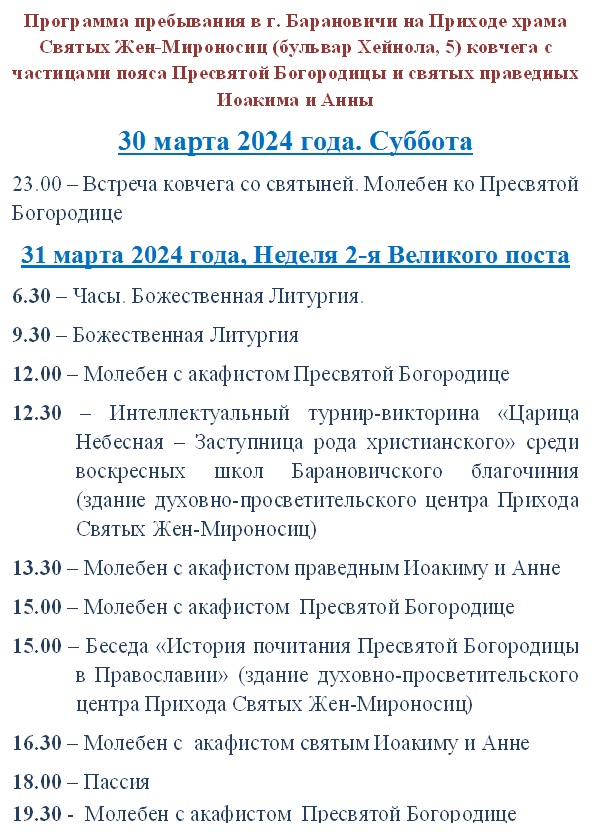 Программа пребывания в г. Барановичи на Приходе храма
Святых Жен-Мироносиц (бульвар Хейнола, 5) ковчега с
частицами пояса Пресвятой Богородицы и святых праведных
Иоакима и Анны
30 марта 2024 года. Суббота
23.00 – Встреча ковчега со святыней. Молебен ко Пресвятой
Богородице
31 марта 2024 года, Неделя 2-я Великого поста
6.30 – Часы. Божественная Литургия.
9.30 – Божественная Литургия
12.00 – Молебен с акафистом Пресвятой Богородице
12.30 – Интеллектуальный турнир-викторина «Царица
Небесная – Заступница рода христианского» среди
воскресных школ Барановичского благочиния
(здание духовно-просветительского центра Прихода
Святых Жен-Мироносиц)
13.30 – Молебен с акафистом праведным Иоакиму и Анне
15.00 – Молебен с акафистом Пресвятой Богородице
15.00 – Беседа «История почитания Пресвятой Богородицы
в Православии» (здание духовно-просветительского
центра Прихода Святых Жен-Мироносиц)
16.30 – Молебен с акафистом святым Иоакиму и Анне
18.00 – Пассия
19.30 - Молебен с акафистом Пресвятой Богородице